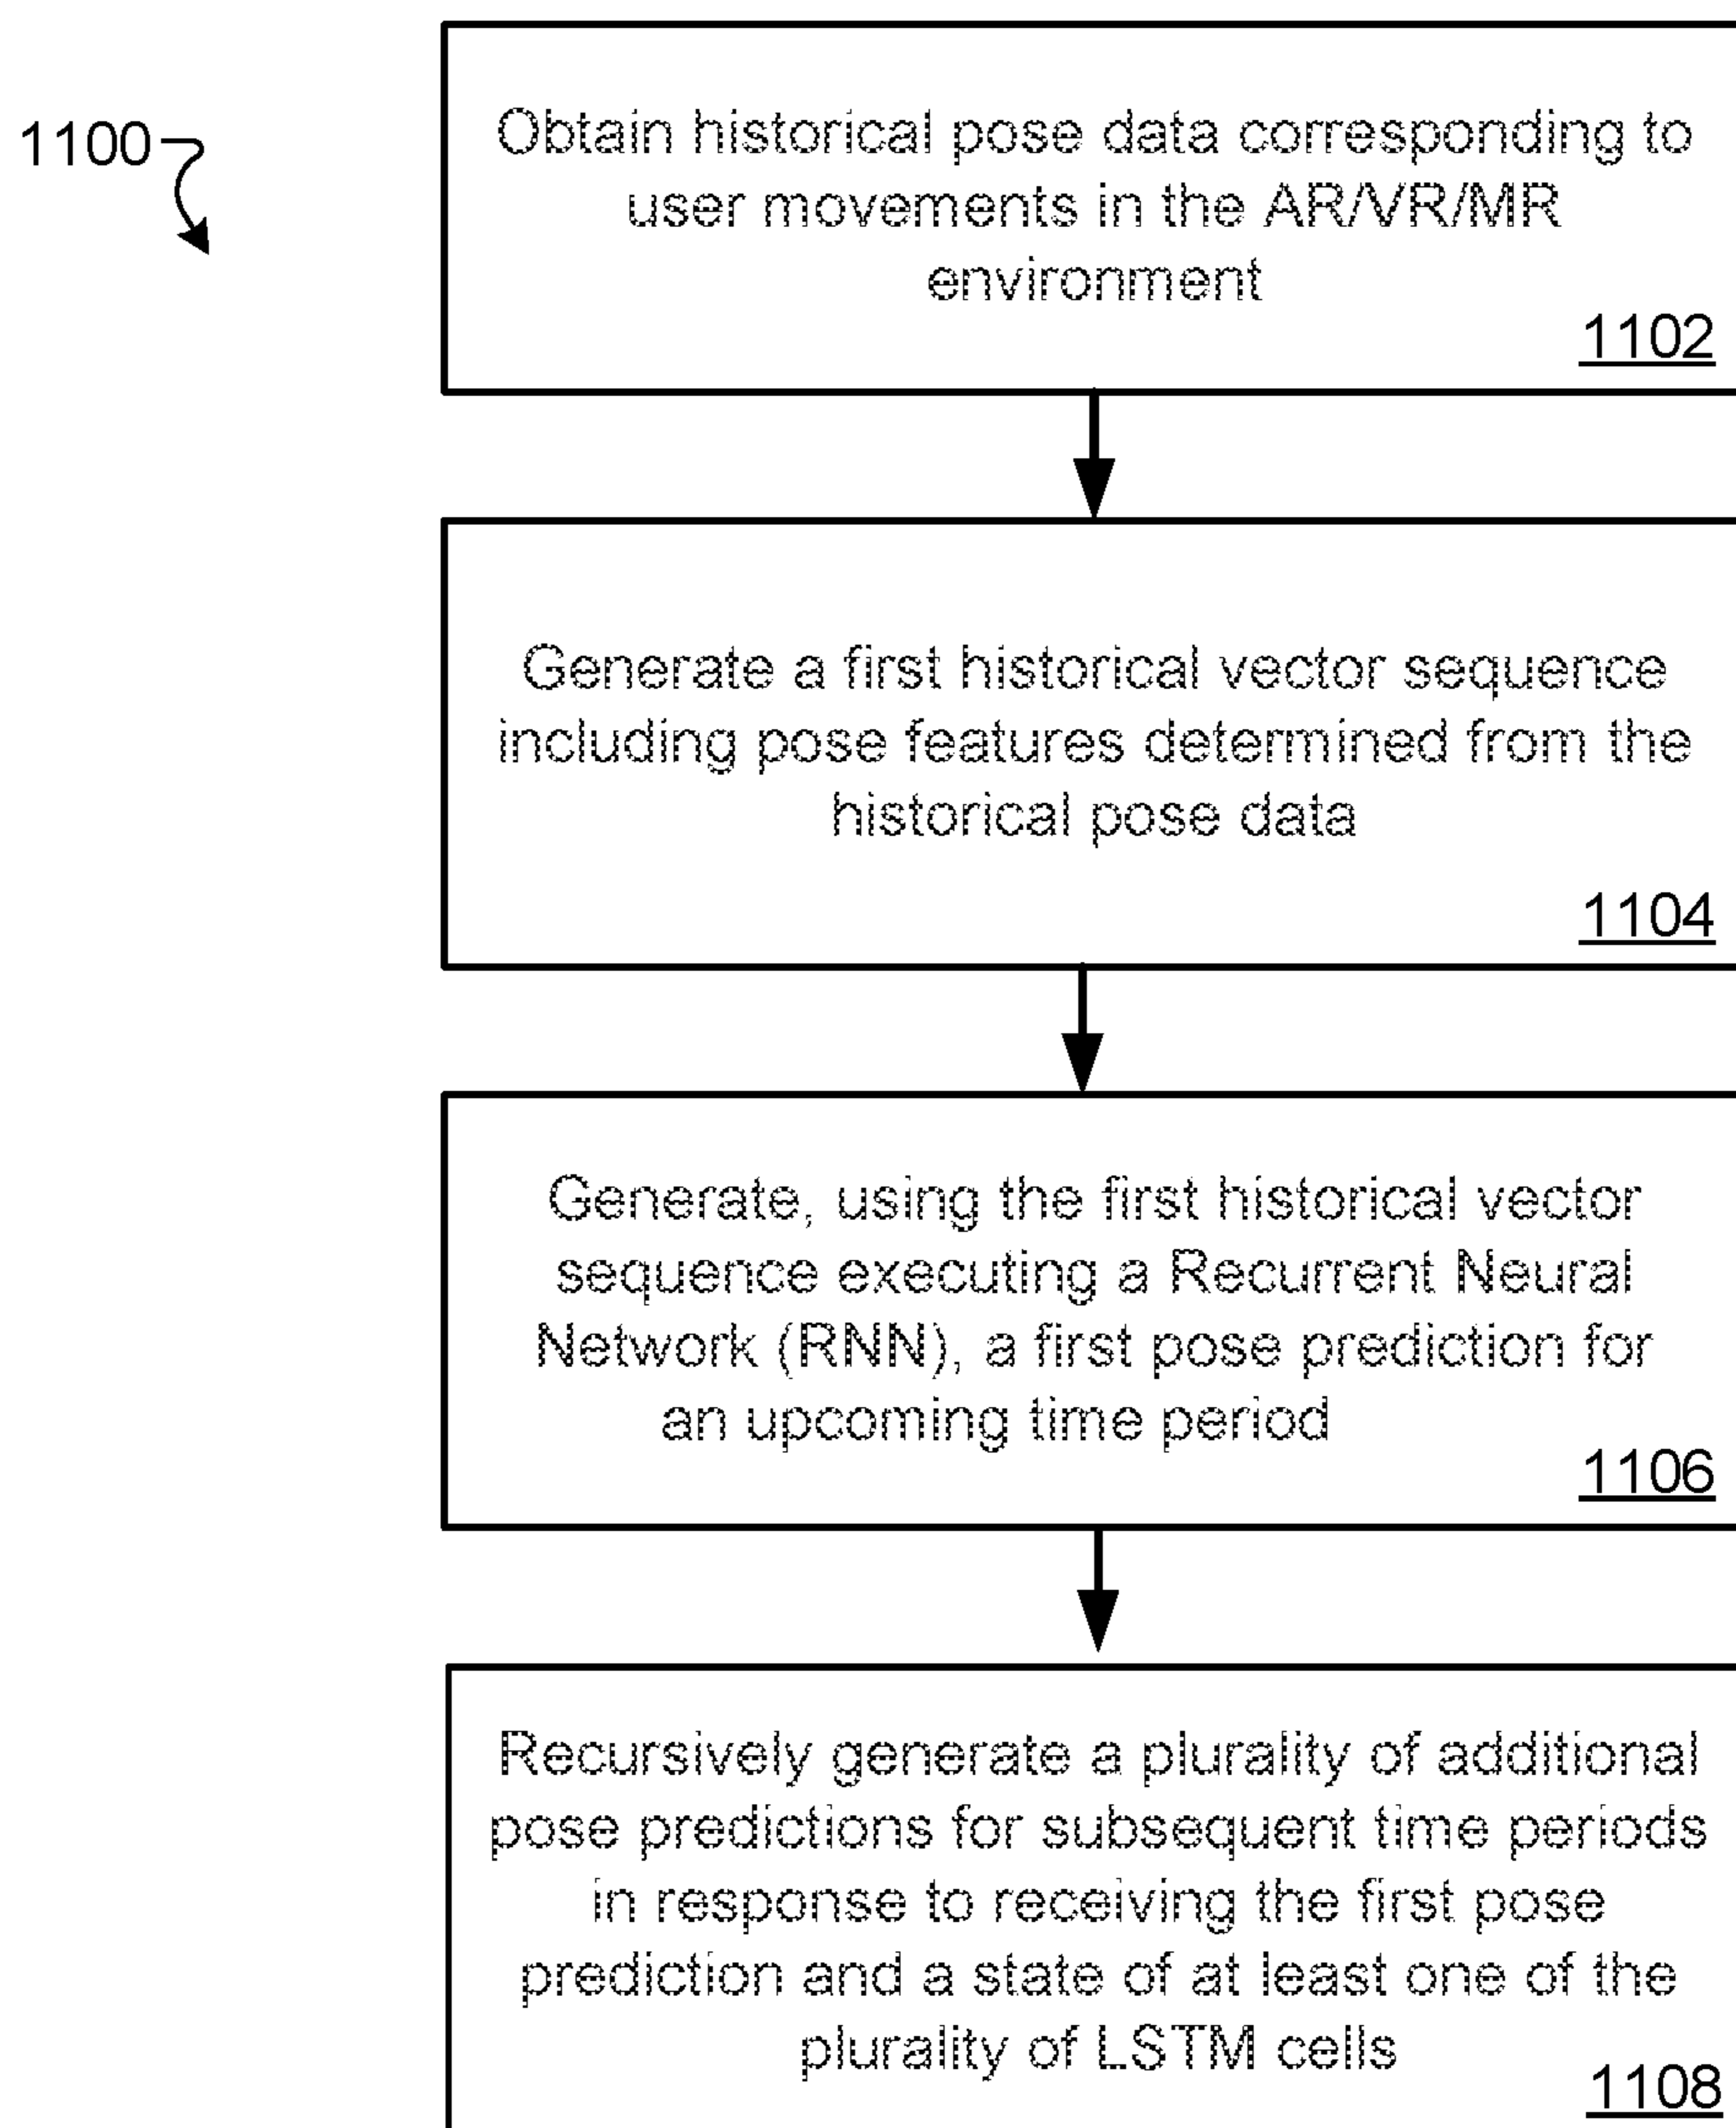 1100
Obtain historical pose data corresponding to
user movements in the AR/VR/MR
environment
1102
Generate a first historical vector sequence
including pose features determined from the
historical pose data
1104
Generate, using the first historical vector
sequence executing a Recurrent Neural
Network (RNN), a first pose prediction for
an upcoming time period
1106
Recursively generate a plurality of additional
pose predictions for subsequent time periods
in response to receiving the first pose
prediction and a state of at least one of the
plurality of LSTM cells
1108